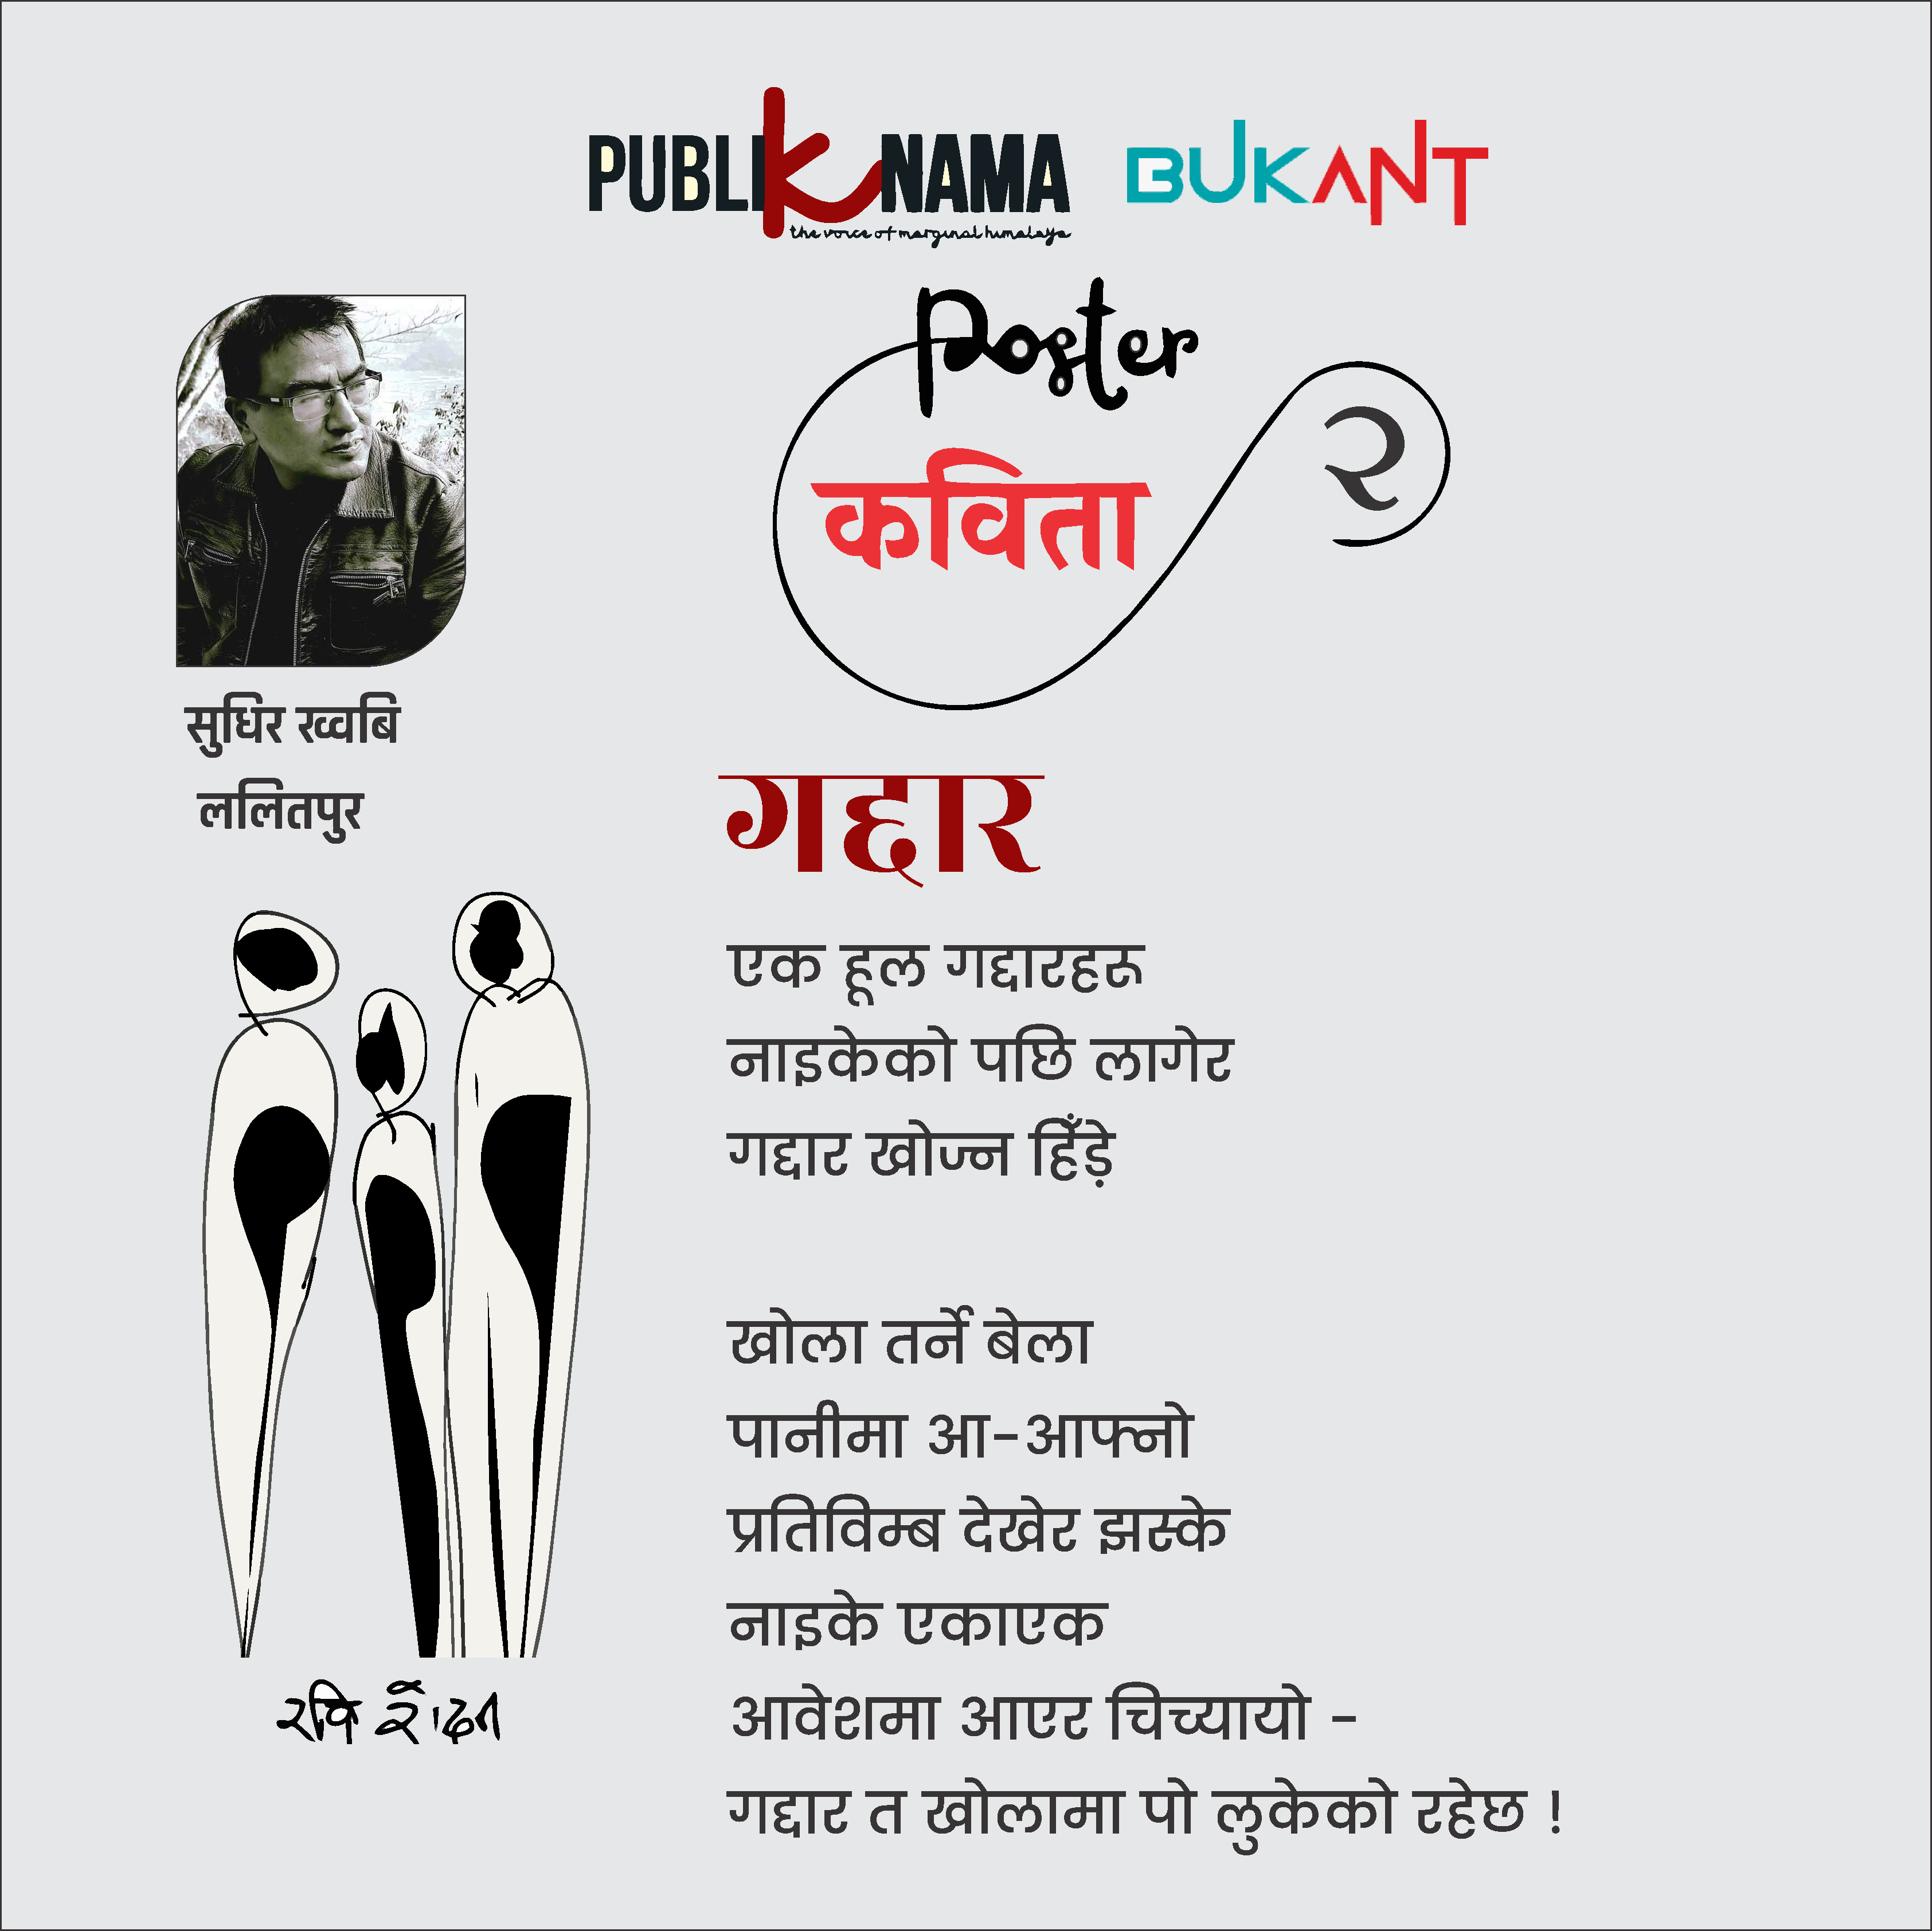 PUBLIKNAMA
the voice of marginal himalaya
BUKANT
Poster
कविता
२
सुधिर ख्वबि
ललितपुर
गद्दार
एक हूल गद्दारहरू
नाइकेको पछि लागेर
गद्दार खोज्न हिँड़े
खोला तर्ने बेला
पानीमा आ-आफ्नो
प्रतिविम्ब देखेर झस्के
नाइके एकाएक
आवेशमा आएर चिच्यायो -
गद्दार त खोलामा पो लुकेको रहेछ !
रवि